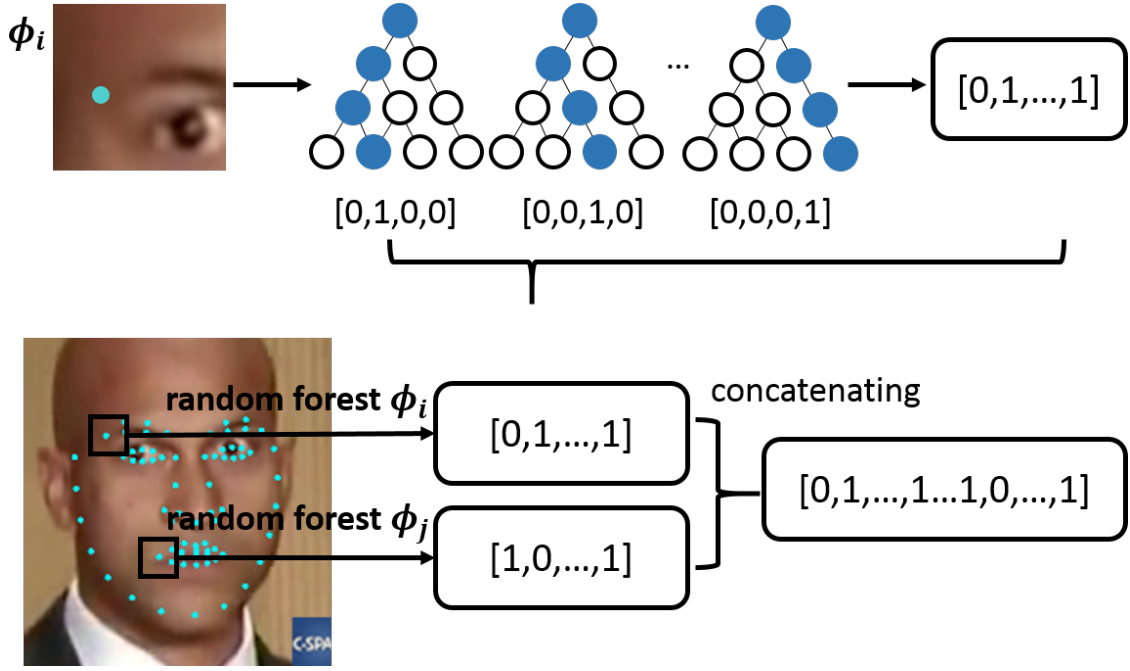 ϕᵢ
...
[0,1,...,1]
[0,1,0,0]
[0,0,1,0]
[0,0,0,1]
random forest ϕᵢ
[0,1,...,1]
concatenating
[0,1,...,1...1,0,...,1]
random forest ϕⱼ
[1,0,...,1]
C-SPA